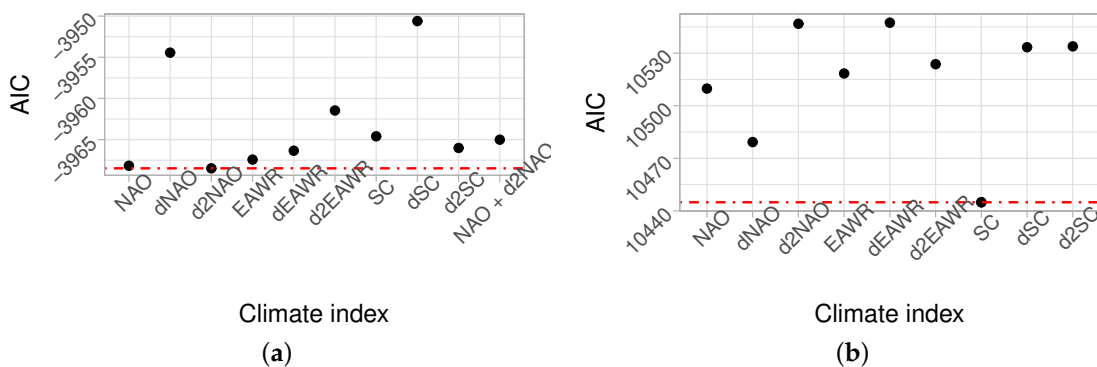 AIC
−3950
−3955
−3960
−3965
NAO
dNAO
d2NAO
EAWR
dEAWR
d2EAWR
SC
dSC
d2SC
NAO + d2NAO
Climate index
(a)
AIC
10530
10500
10470
10440
NAO
dNAO
d2NAO
EAWR
dEAWR
d2EAWR
SC
dSC
d2SC
Climate index
(b)